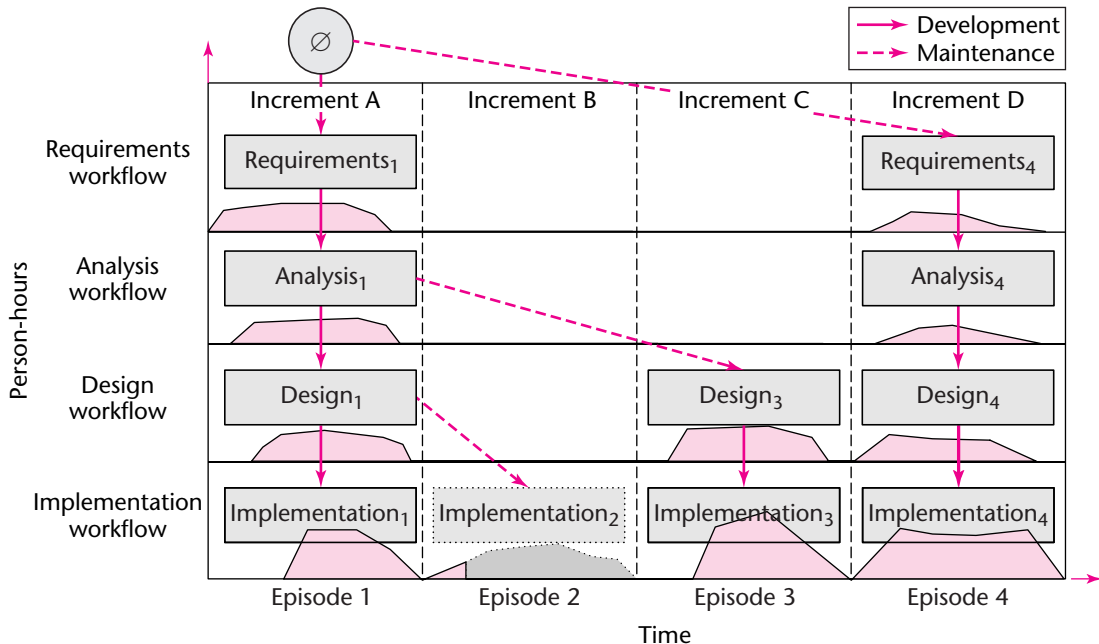 ∅
Development
Maintenance
Increment A
Increment B
Increment C
Increment D
Requirements
workflow
Requirements₁
Requirements₄
Analysis
workflow
Analysis₁
Analysis₄
Person-hours
Design
workflow
Design₁
Design₃
Design₄
Implementation
workflow
Implementation₁
Implementation₂
Implementation₃
Implementation₄
Episode 1
Episode 2
Episode 3
Episode 4
Time